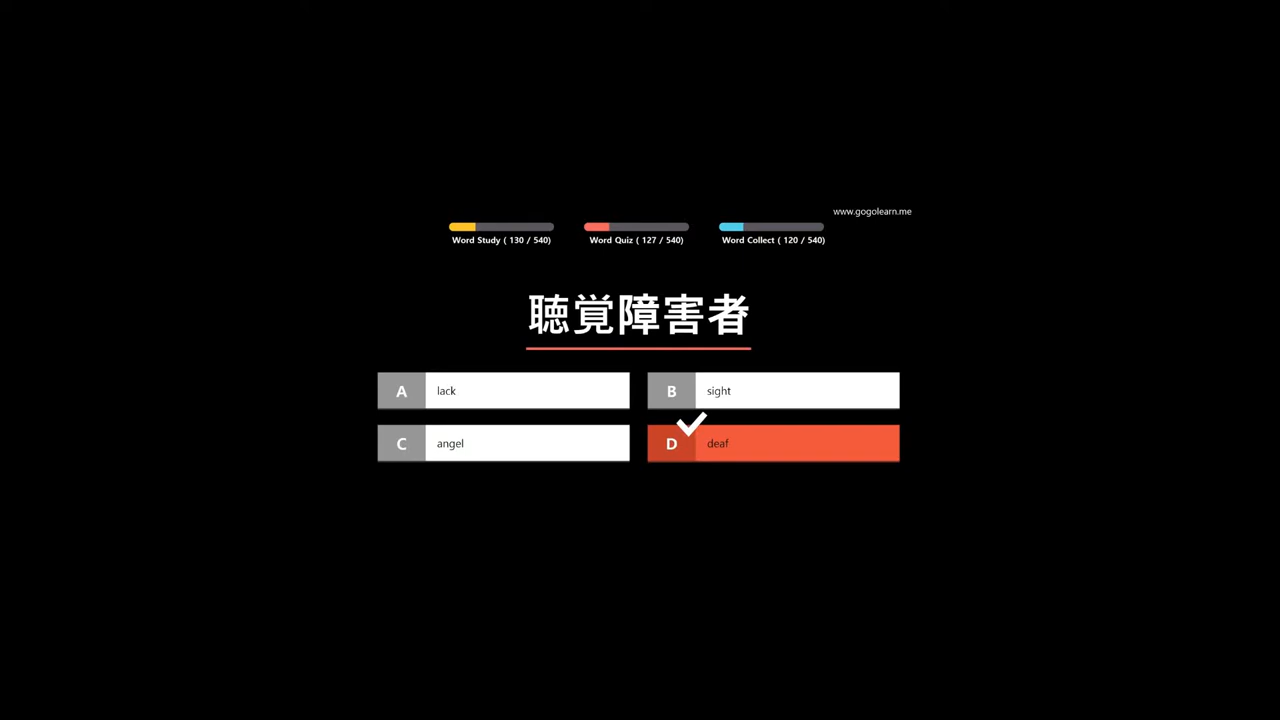 www.gogolearn.me
Word Study ( 130 / 540)
Word Quiz ( 127 / 540)
Word Collect ( 120 / 540)
聴覚障害者
A lack
B sight
C angel
D deaf